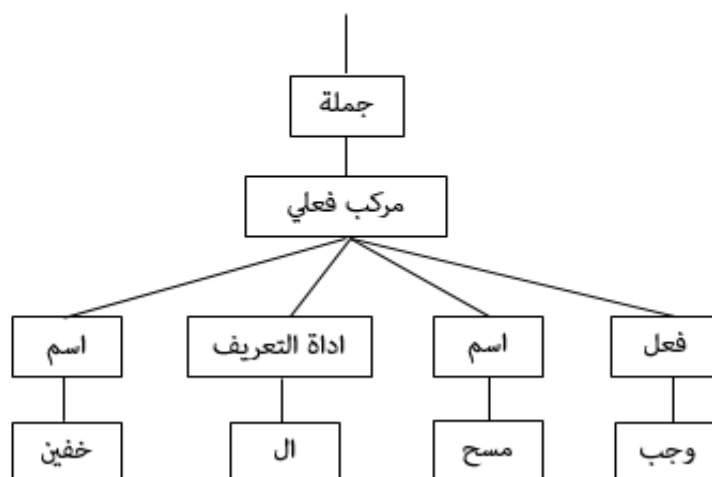 جملة
مركب فعلي
فعل اسم اداة التعريف اسم
وجب مسح ال خفين